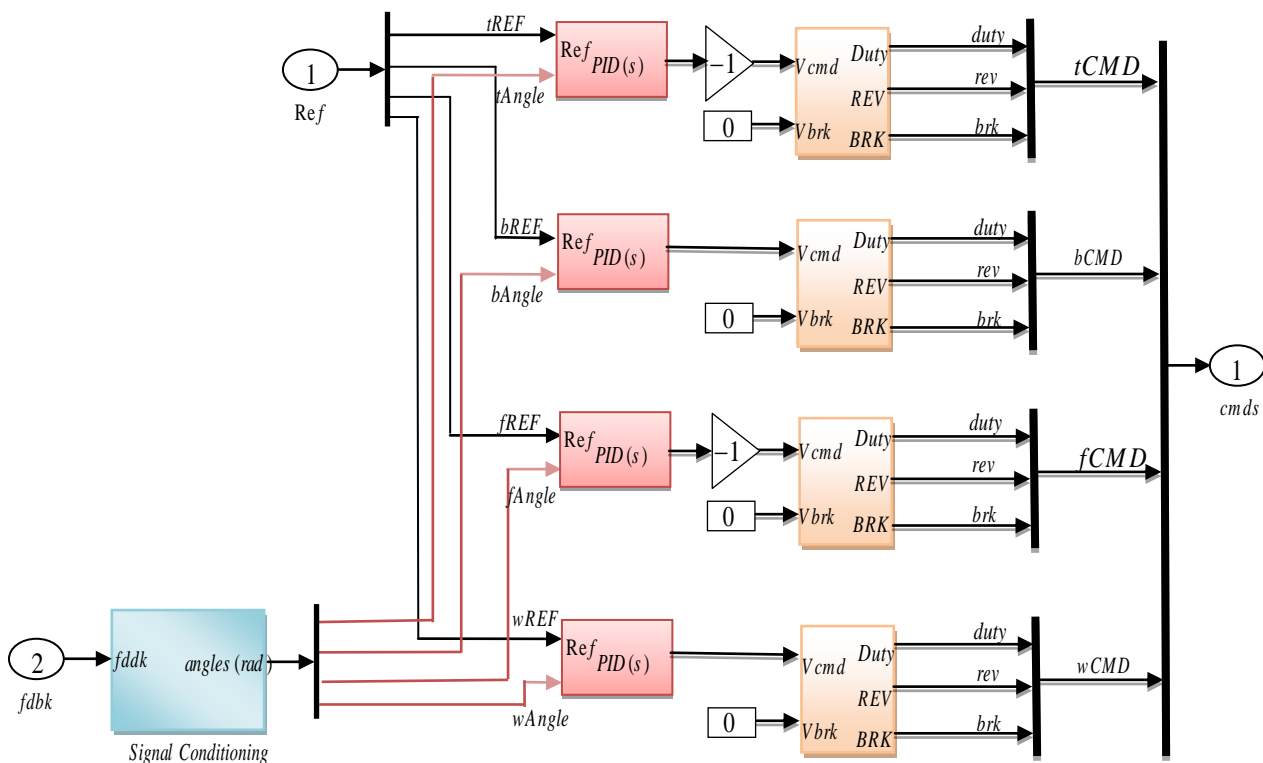 1
Ref
tREF
tAngle
Ref
PID(s)
-1
0
Vcmd
Vbrk
Duty
REV
BRK
duty
rev
brk
tCMD
bREF
bAngle
Ref
PID(s)
0
Vcmd
Vbrk
Duty
REV
BRK
duty
rev
brk
bCMD
1
cmds
fREF
fAngle
Ref
PID(s)
-1
0
Vcmd
Vbrk
Duty
REV
BRK
duty
rev
brk
fCMD
2
fdbk
fddk
angles (rad)
Signal Conditioning
wREF
wAngle
Ref
PID(s)
0
Vcmd
Vbrk
Duty
REV
BRK
duty
rev
brk
wCMD